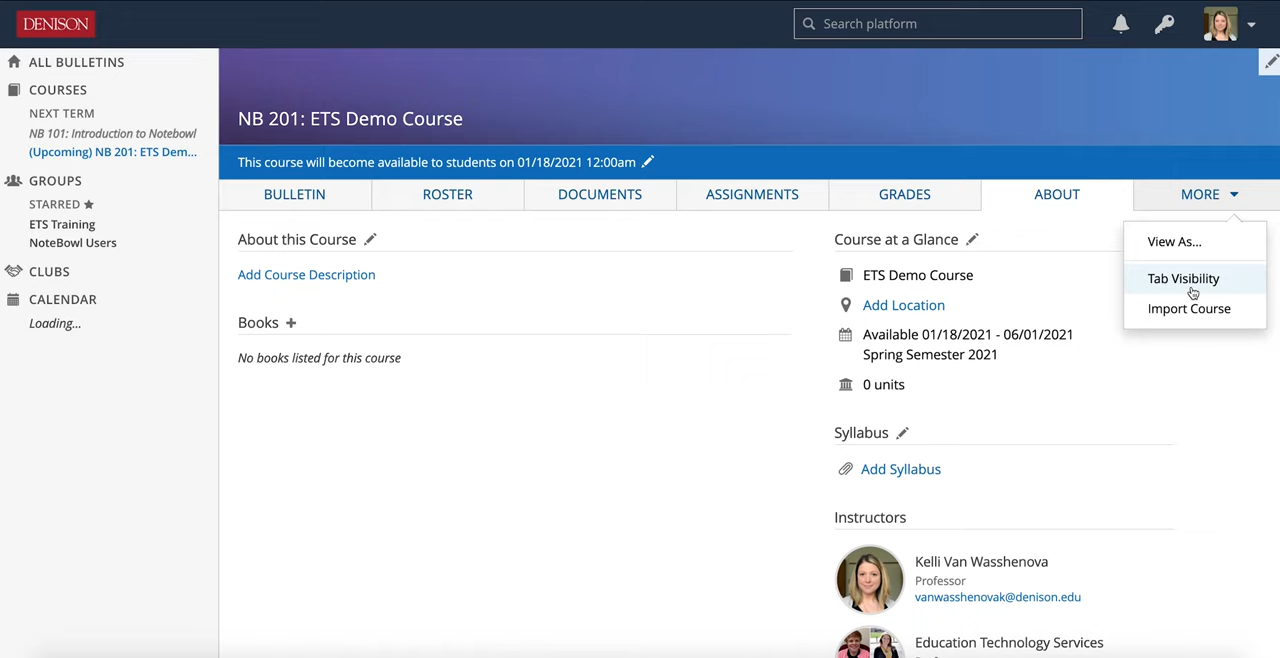 DENISON
Search platform
ALL BULLETINS
COURSES
NEXT TERM
NB 101: Introduction to Notebowl
(Upcoming) NB 201: ETS Dem...
GROUPS
STARRED
ETS Training
NoteBowl Users
CLUBS
CALENDAR
Loading...
NB 201: ETS Demo Course
This course will become available to students on 01/18/2021 12:00am
BULLETIN
ROSTER
DOCUMENTS
ASSIGNMENTS
GRADES
ABOUT
MORE
View As...
Tab Visibility
Import Course
About this Course
Add Course Description
Books
No books listed for this course
Course at a Glance
ETS Demo Course
Add Location
Available 01/18/2021 - 06/01/2021
Spring Semester 2021
0 units
Syllabus
Add Syllabus
Instructors
Kelli Van Wasshenova
Professor
vanwasshenovak@denison.edu
Education Technology Services